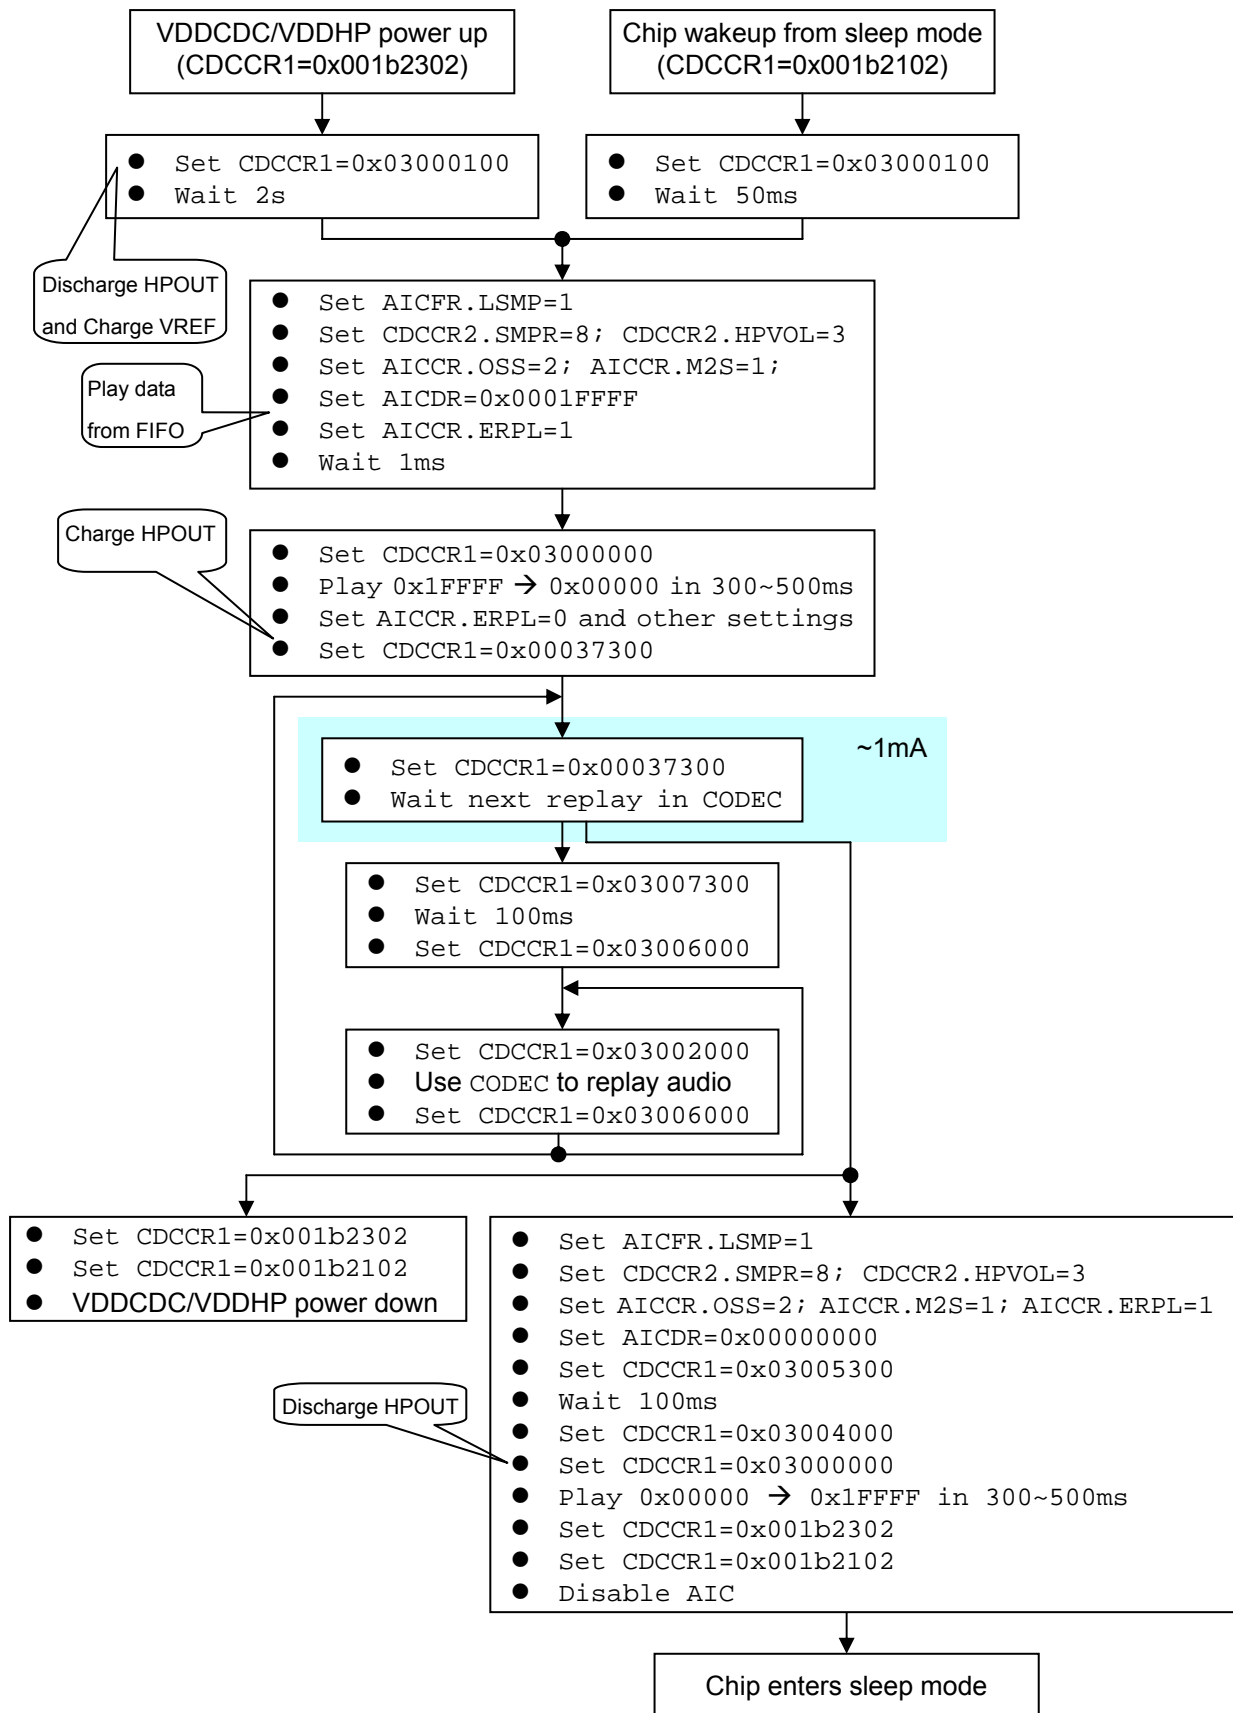 VDDCDC/VDDHP power up
(CDCCR1=0x001b2302)
Chip wakeup from sleep mode
(CDCCR1=0x001b2102)
● Set CDCCR1=0x03000100
● Wait 2s
● Set CDCCR1=0x03000100
● Wait 50ms
Discharge HPOUT
and Charge VREF
● Set AICFR.LSMP=1
● Set CDCCR2.SMPR=8; CDCCR2.HPVOL=3
● Set AICCR.OSS=2; AICCR.M2S=1;
● Set AICDR=0x0001FFFF
● Set AICCR.ERPL=1
● Wait 1ms
Play data
from FIFO
Charge HPOUT
● Set CDCCR1=0x03000000
● Play 0x1FFFF → 0x00000 in 300~500ms
● Set AICCR.ERPL=0 and other settings
● Set CDCCR1=0x00037300
~1mA
● Set CDCCR1=0x00037300
● Wait next replay in CODEC
● Set CDCCR1=0x03007300
● Wait 100ms
● Set CDCCR1=0x03006000
● Set CDCCR1=0x03002000
● Use CODEC to replay audio
● Set CDCCR1=0x03006000
● Set CDCCR1=0x001b2302
● Set CDCCR1=0x001b2102
● VDDCDC/VDDHP power down
● Set AICFR.LSMP=1
● Set CDCCR2.SMPR=8; CDCCR2.HPVOL=3
● Set AICCR.OSS=2; AICCR.M2S=1; AICCR.ERPL=1
● Set AICDR=0x00000000
● Set CDCCR1=0x03005300
● Wait 100ms
● Set CDCCR1=0x03004000
● Set CDCCR1=0x03000000
● Play 0x00000 → 0x1FFFF in 300~500ms
● Set CDCCR1=0x001b2302
● Set CDCCR1=0x001b2102
● Disable AIC
Discharge HPOUT
Chip enters sleep mode